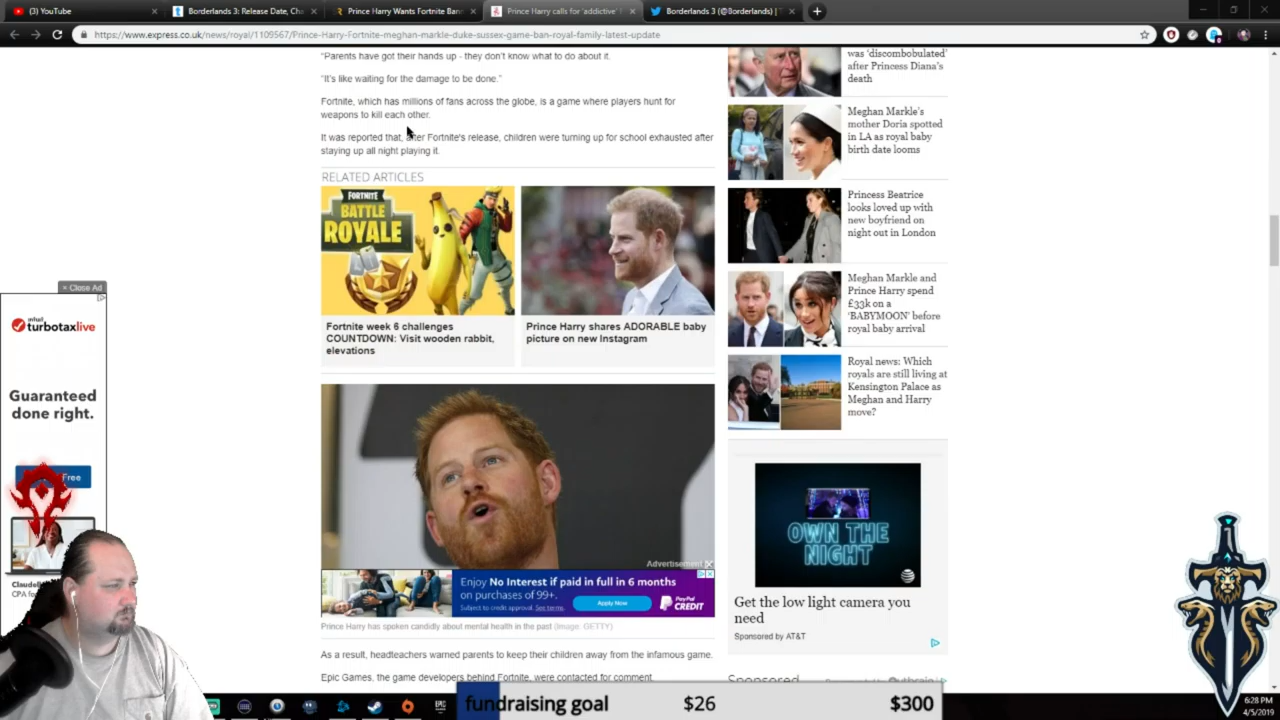 (3) YouTube
Borderlands 3: Release Date, Che
Prince Harry Wants Fortnite Ban
Prince Harry calls for 'addictive' l
Borderlands 3 (@Borderlands) | T
https://www.express.co.uk/news/royal/1109567/Prince-Harry-Fortnite-meghan-markle-duke-sussex-game-ban-royal-family-latest-update
"Parents have got their hands up - they don't know what to do about it.
"It's like waiting for the damage to be done."
Fortnite, which has millions of fans across the globe, is a game where players hunt for
weapons to kill each other.
It was reported that, after Fortnite's release, children were turning up for school exhausted after
staying up all night playing it.
RELATED ARTICLES
FORTNITE
BATTLE
ROYALE
Fortnite week 6 challenges
COUNTDOWN: Visit wooden rabbit,
elevations
Prince Harry shares ADORABLE baby
picture on new Instagram
Advertisement
Enjoy No Interest if paid in full in 6 months
on purchases of $99+.
Subject to credit approval. See terms.
Apply Now
PayPal
CREDIT
Prince Harry has spoken candidly about mental health in the past (Image: GETTY)
As a result, headteachers warned parents to keep their children away from the infamous game.
Epic Games, the game developers behind Fortnite, were contacted for comment.
was 'discombobulated'
after Princess Diana's
death
Meghan Markle's
mother Doria spotted
in LA as royal baby
birth date looms
Princess Beatrice
looks loved up with
new boyfriend on
night out in London
Meghan Markle and
Prince Harry spend
£33k on a
'BABYMOON' before
royal baby arrival
Royal news: Which
royals are still living at
Kensington Palace as
Meghan and Harry
move?
OWN THE
NIGHT
Get the low light camera you
need
Sponsored by AT&T
Sponsored
× Close Ad
intuit
turbotaxlive
Guaranteed
done right.
Free
CPA
EPIC
fundraising goal
$26
$300
6:28 PM
4/5/2019